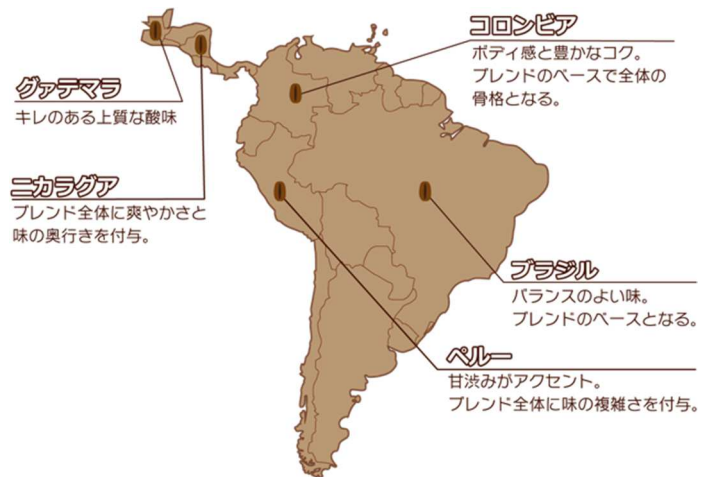 コロンビア
ボディ感と豊かなコク。
ブレンドのベースで全体の
骨格となる。
グァテマラ
キレのある上質な酸味
ニカラグア
ブレンド全体に爽やかさと
味の奥行きを付与。
ブラジル
バランスのよい味。
ブレンドのベースとなる。
ペルー
甘渋みがアクセント。
ブレンド全体に味の複雑さを付与。